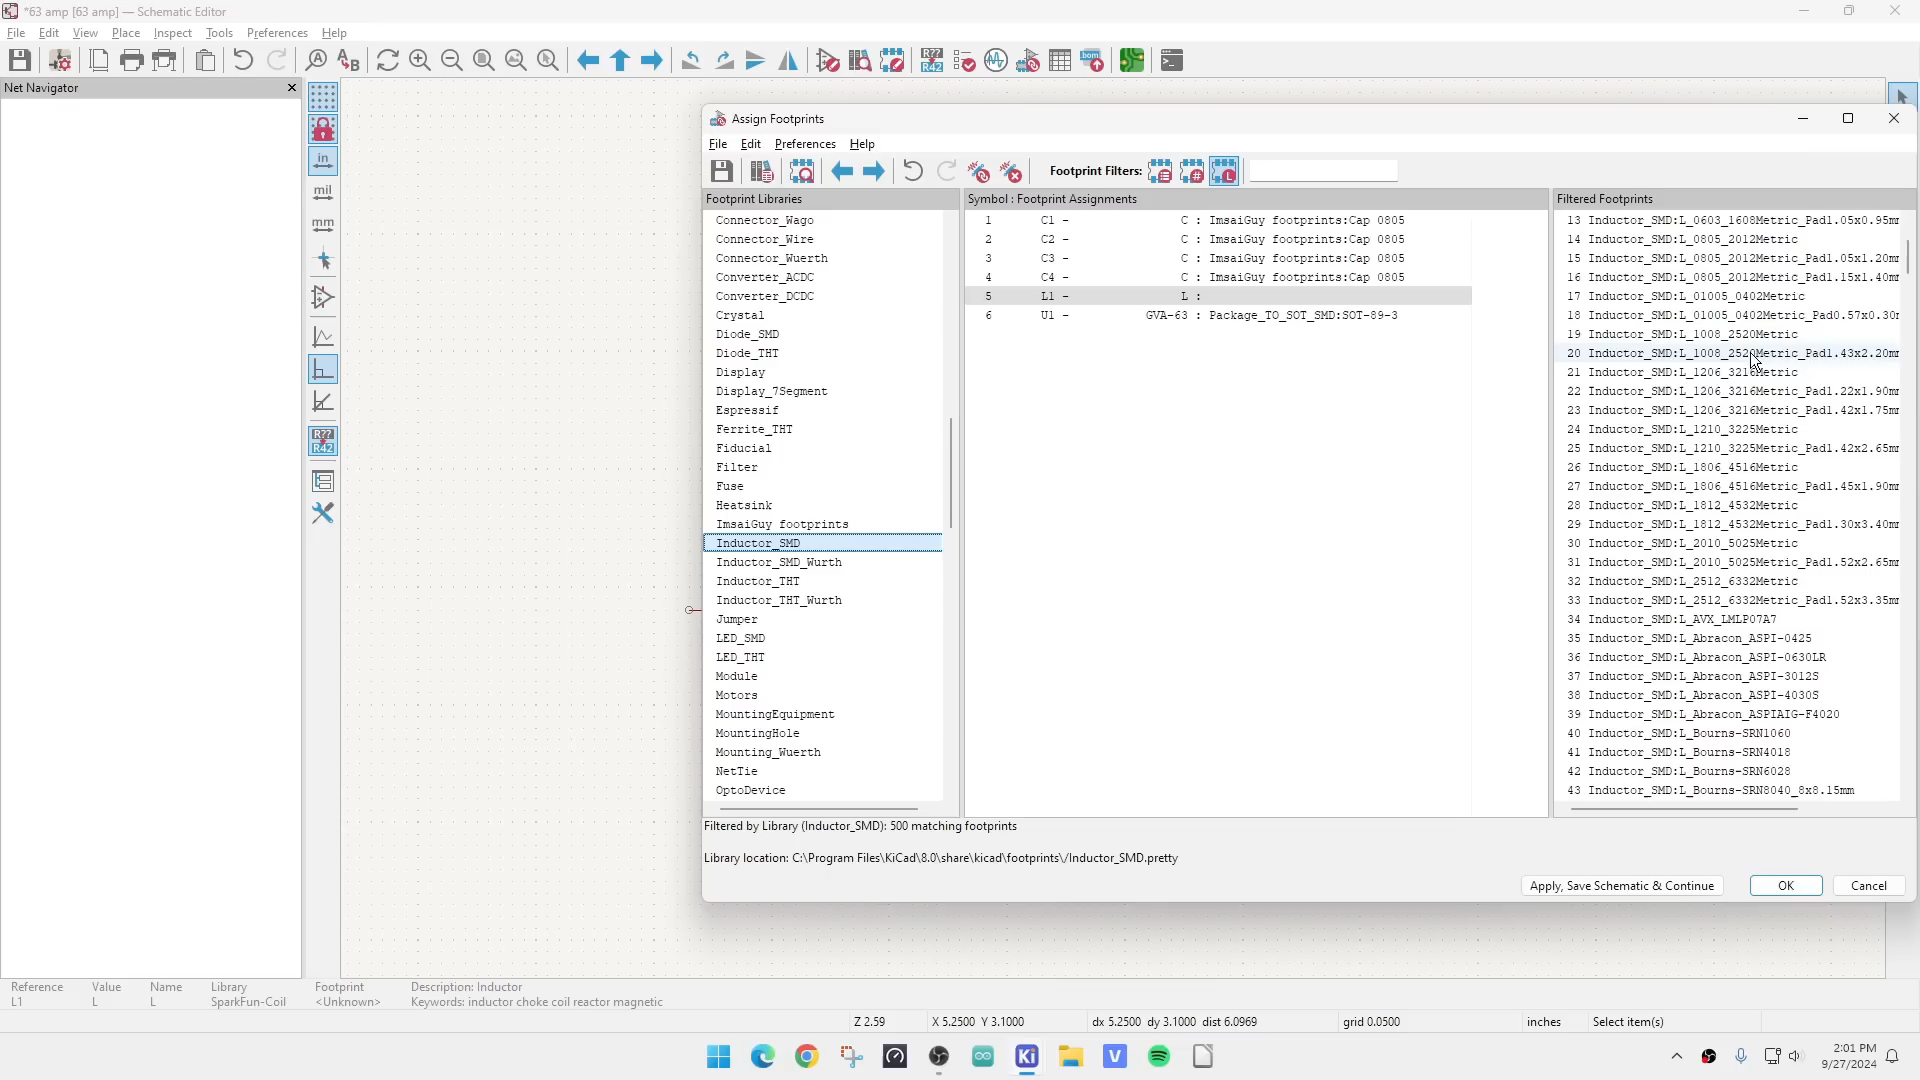 *63 amp [63 amp] — Schematic Editor
File Edit View Place Inspect Tools Preferences Help
Net Navigator
in
mil
mm
R??
R42
Assign Footprints
File Edit Preferences Help
Footprint Filters:
Footprint Libraries
Connector_Wago
Connector_Wire
Connector_Wuerth
Converter_ACDC
Converter_DCDC
Crystal
Diode_SMD
Diode_THT
Display
Display_7Segment
Espressif
Ferrite_THT
Fiducial
Filter
Fuse
Heatsink
ImsaiGuy footprints
Inductor_SMD
Inductor_SMD_Wurth
Inductor_THT
Inductor_THT_Wurth
Jumper
LED_SMD
LED_THT
Module
Motors
MountingEquipment
MountingHole
Mounting_Wuerth
NetTie
OptoDevice
Symbol : Footprint Assignments
1 C1 - C : ImsaiGuy footprints:Cap 0805
2 C2 - C : ImsaiGuy footprints:Cap 0805
3 C3 - C : ImsaiGuy footprints:Cap 0805
4 C4 - C : ImsaiGuy footprints:Cap 0805
5 L1 - L :
6 U1 - GVA-63 : Package_TO_SOT_SMD:SOT-89-3
Filtered Footprints
13 Inductor_SMD:L_0603_1608Metric_Pad1.05x0.95mm
14 Inductor_SMD:L_0805_2012Metric
15 Inductor_SMD:L_0805_2012Metric_Pad1.05x1.20mm
16 Inductor_SMD:L_0805_2012Metric_Pad1.15x1.40mm
17 Inductor_SMD:L_01005_0402Metric
18 Inductor_SMD:L_01005_0402Metric_Pad0.57x0.30m
19 Inductor_SMD:L_1008_2520Metric
20 Inductor_SMD:L_1008_2520Metric_Pad1.43x2.20mm
21 Inductor_SMD:L_1206_3216Metric
22 Inductor_SMD:L_1206_3216Metric_Pad1.22x1.90mm
23 Inductor_SMD:L_1206_3216Metric_Pad1.42x1.75mm
24 Inductor_SMD:L_1210_3225Metric
25 Inductor_SMD:L_1210_3225Metric_Pad1.42x2.65mm
26 Inductor_SMD:L_1806_4516Metric
27 Inductor_SMD:L_1806_4516Metric_Pad1.45x1.90mm
28 Inductor_SMD:L_1812_4532Metric
29 Inductor_SMD:L_1812_4532Metric_Pad1.30x3.40mm
30 Inductor_SMD:L_2010_5025Metric
31 Inductor_SMD:L_2010_5025Metric_Pad1.52x2.65mm
32 Inductor_SMD:L_2512_6332Metric
33 Inductor_SMD:L_2512_6332Metric_Pad1.52x3.35mm
34 Inductor_SMD:L_AVX_LMLP07A7
35 Inductor_SMD:L_Abracon_ASPI-0425
36 Inductor_SMD:L_Abracon_ASPI-0630LR
37 Inductor_SMD:L_Abracon_ASPI-3012S
38 Inductor_SMD:L_Abracon_ASPI-4030S
39 Inductor_SMD:L_Abracon_ASPIAIG-F4020
40 Inductor_SMD:L_Bourns-SRN1060
41 Inductor_SMD:L_Bourns-SRN4018
42 Inductor_SMD:L_Bourns-SRN6028
43 Inductor_SMD:L_Bourns-SRN8040_8x8.15mm
Filtered by Library (Inductor_SMD): 500 matching footprints
Library location: C:\Program Files\KiCad\8.0\share\kicad\footprints\/Inductor_SMD.pretty
Apply, Save Schematic & Continue OK Cancel
Reference Value Name Library Footprint Description: Inductor
L1 L L SparkFun-Coil <Unknown> Keywords: inductor choke coil reactor magnetic
Z 2.59 X 5.2500 Y 3.1000 dx 5.2500 dy 3.1000 dist 6.0969 grid 0.0500 inches Select item(s)
2:01 PM
9/27/2024